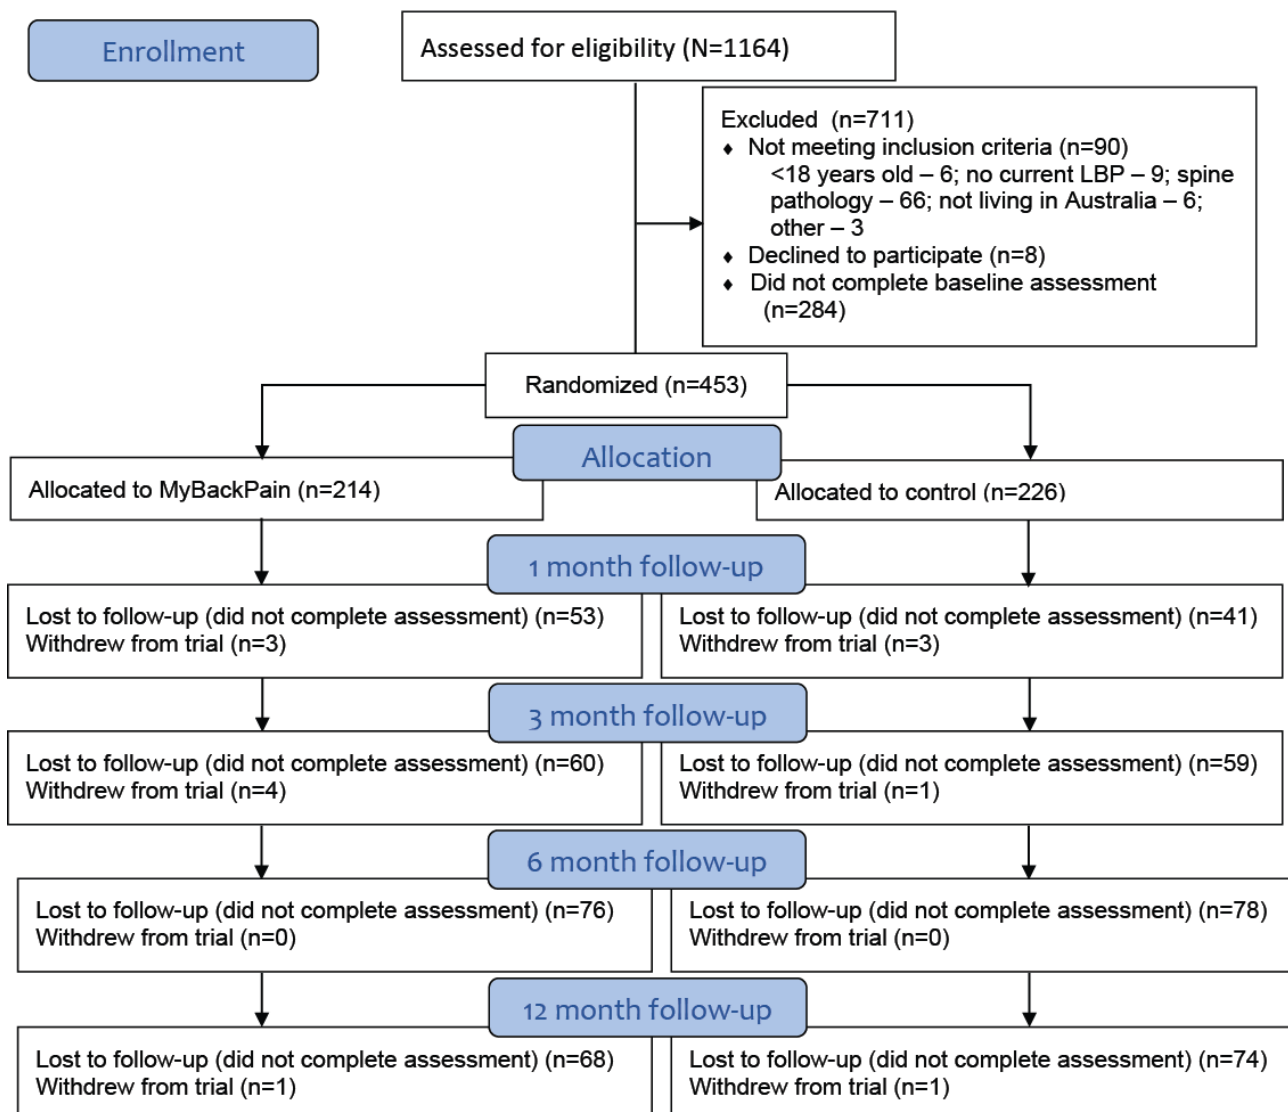 Enrollment
Assessed for eligibility (N=1164)
Excluded (n=711)
♦ Not meeting inclusion criteria (n=90)
<18 years old – 6; no current LBP – 9; spine
pathology – 66; not living in Australia – 6;
other – 3
♦ Declined to participate (n=8)
♦ Did not complete baseline assessment
(n=284)
Randomized (n=453)
Allocation
Allocated to MyBackPain (n=214)
Allocated to control (n=226)
1 month follow-up
Lost to follow-up (did not complete assessment) (n=53)
Withdrew from trial (n=3)
Lost to follow-up (did not complete assessment) (n=41)
Withdrew from trial (n=3)
3 month follow-up
Lost to follow-up (did not complete assessment) (n=60)
Withdrew from trial (n=4)
Lost to follow-up (did not complete assessment) (n=59)
Withdrew from trial (n=1)
6 month follow-up
Lost to follow-up (did not complete assessment) (n=76)
Withdrew from trial (n=0)
Lost to follow-up (did not complete assessment) (n=78)
Withdrew from trial (n=0)
12 month follow-up
Lost to follow-up (did not complete assessment) (n=68)
Withdrew from trial (n=1)
Lost to follow-up (did not complete assessment) (n=74)
Withdrew from trial (n=1)